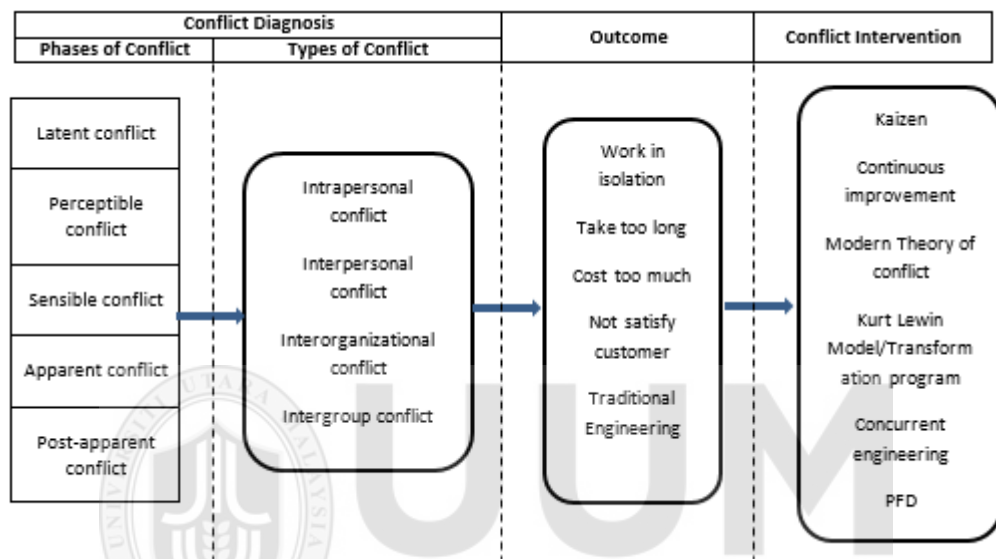 Conflict Diagnosis
Phases of Conflict
Types of Conflict
Outcome
Conflict Intervention
Latent conflict
Perceptible
conflict
Sensible conflict
Apparent conflict
Post-apparent
conflict
Intrapersonal
conflict
Interpersonal
conflict
Interorganizational
conflict
Intergroup conflict
Work in
isolation
Take too long
Cost too much
Not satisfy
customer
Traditional
Engineering
Kaizen
Continuous
improvement
Modern Theory of
conflict
Kurt Lewin
Model/Transform
ation program
Concurrent
engineering
PFD
UNIVERSITI UTARA MALAYSIA
UUM